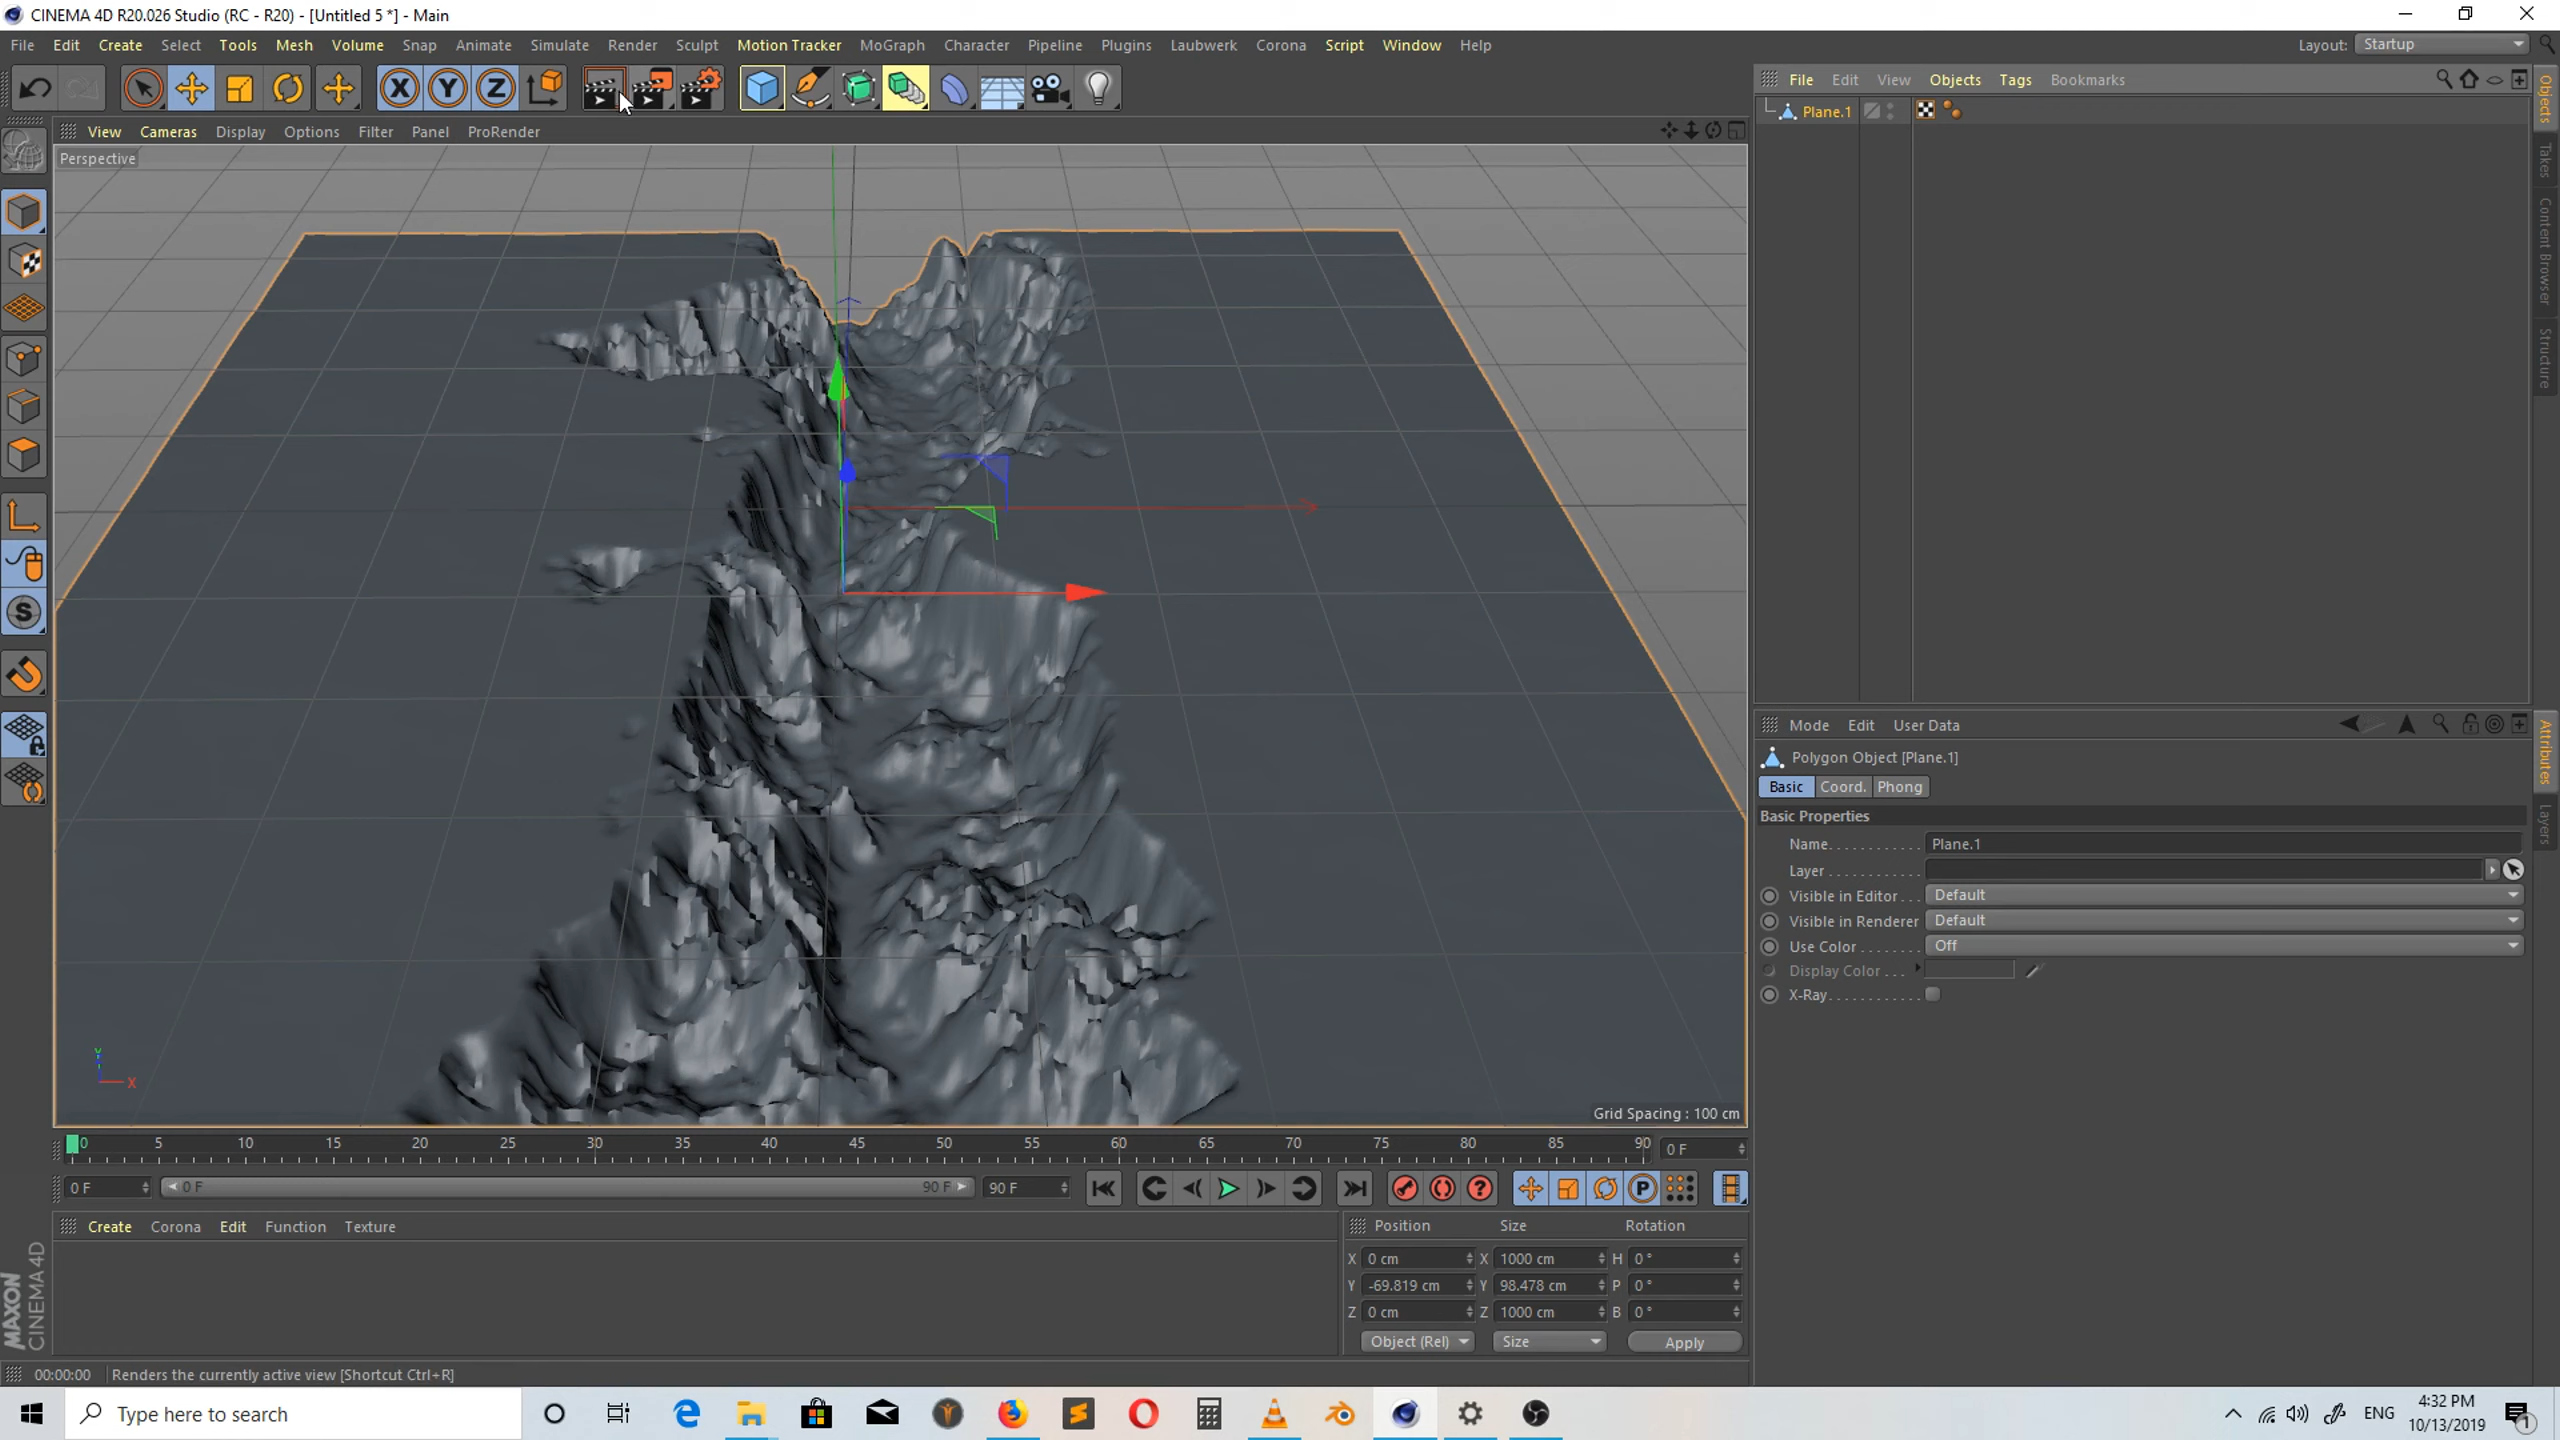 CINEMA 4D R20.026 Studio (RC - R20) - [Untitled 5 *] - Main
File Edit Create Select Tools Mesh Volume Snap Animate Simulate Render Sculpt Motion Tracker MoGraph Character Pipeline Plugins Laubwerk Corona Script Window Help Layout: Startup
X Y Z
File Edit View Objects Tags Bookmarks
View Cameras Display Options Filter Panel ProRender
Perspective
Plane.1
Objects
Takes
Content Browser
Structure
S
Y
X
Grid Spacing : 100 cm
Mode Edit User Data
Polygon Object [Plane.1]
Basic Coord. Phong
Basic Properties
Name Plane.1
Layer
Visible in Editor Default
Visible in Renderer Default
Use Color Off
Display Color
X-Ray
Attributes
Layers
0 5 10 15 20 25 30 35 40 45 50 55 60 65 70 75 80 85 90 0 F
0 F 0 F 90 F 90 F P
Create Corona Edit Function Texture
Position Size Rotation
X 0 cm X 1000 cm H 0 °
Y -69.819 cm Y 98.478 cm P 0 °
Z 0 cm Z 1000 cm B 0 °
Object (Rel) Size Apply
MAXON
CINEMA 4D
00:00:00 Renders the currently active view [Shortcut Ctrl+R]
Type here to search
ENG
4:32 PM
10/13/2019
1